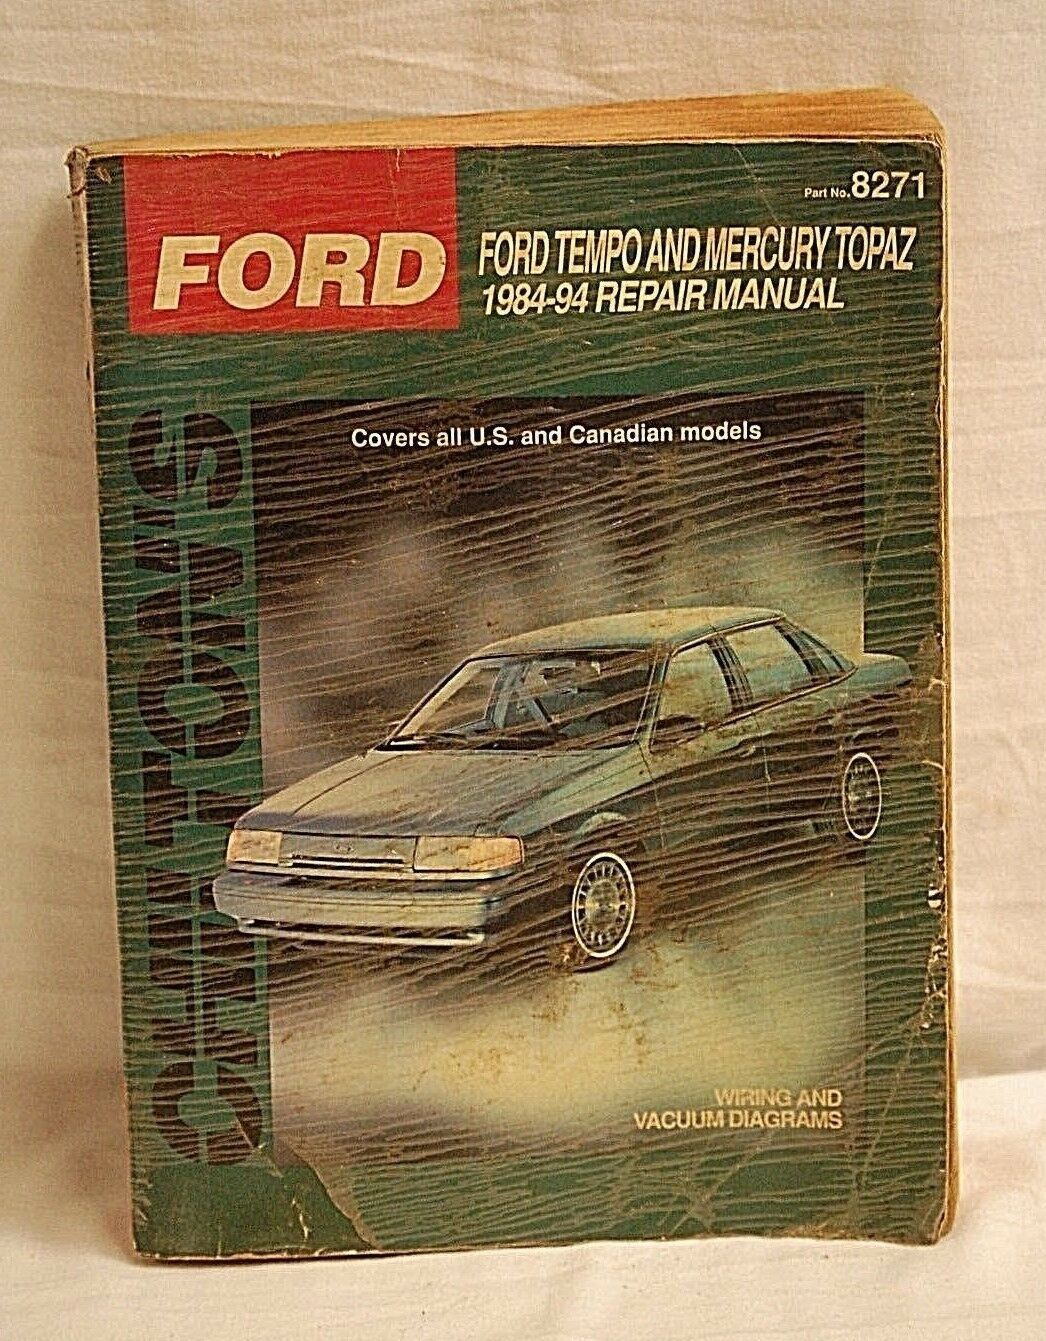 Part No. 8271
FORD
FORD TEMPO AND MERCURY TOPAZ
1984-94 REPAIR MANUAL
Covers all U.S. and Canadian models
CHILTON'S
WIRING AND
VACUUM DIAGRAMS